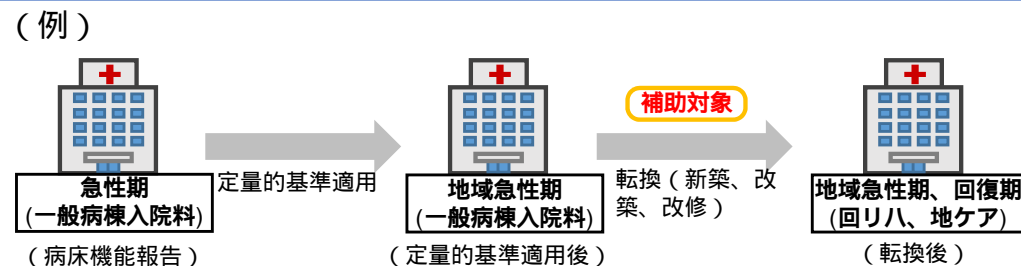 （例）
補助対象
定量的基準適用
転換（新築、改
築、改修）
急性期
(一般病棟入院料)
地域急性期
(一般病棟入院料)
地域急性期、回復期
(回リハ、地ケア)
（病床機能報告）
（定量的基準適用後）
（転換後）